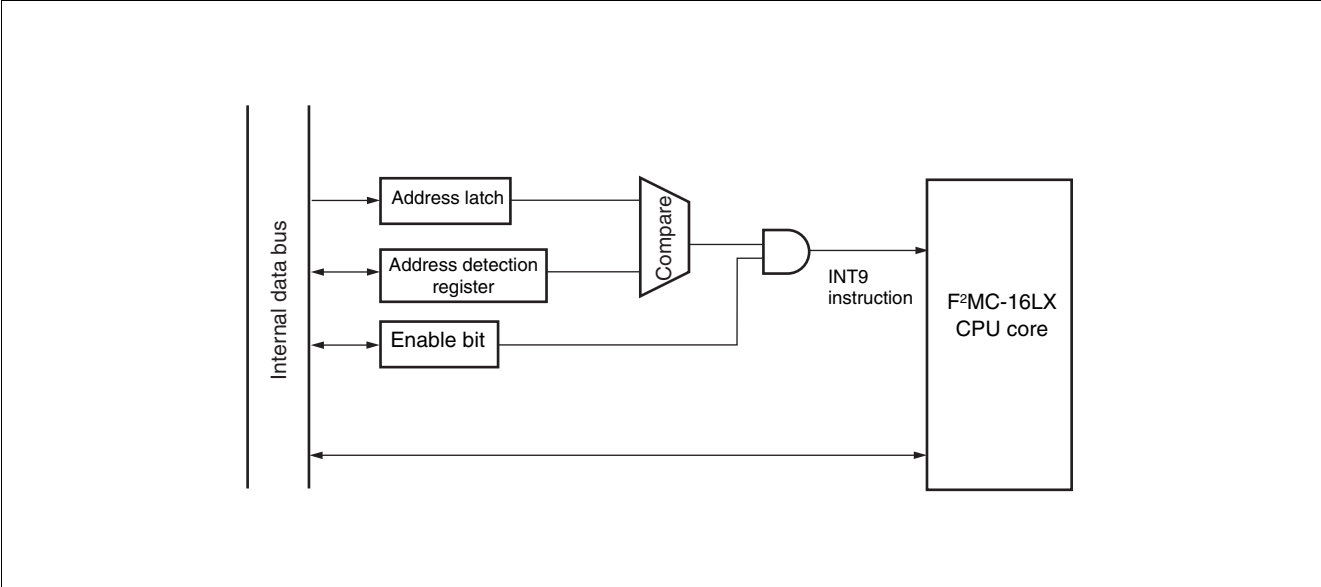 Internal data bus
Address latch
Address detection
register
Enable bit
Compare
INT9
instruction
F²MC-16LX
CPU core